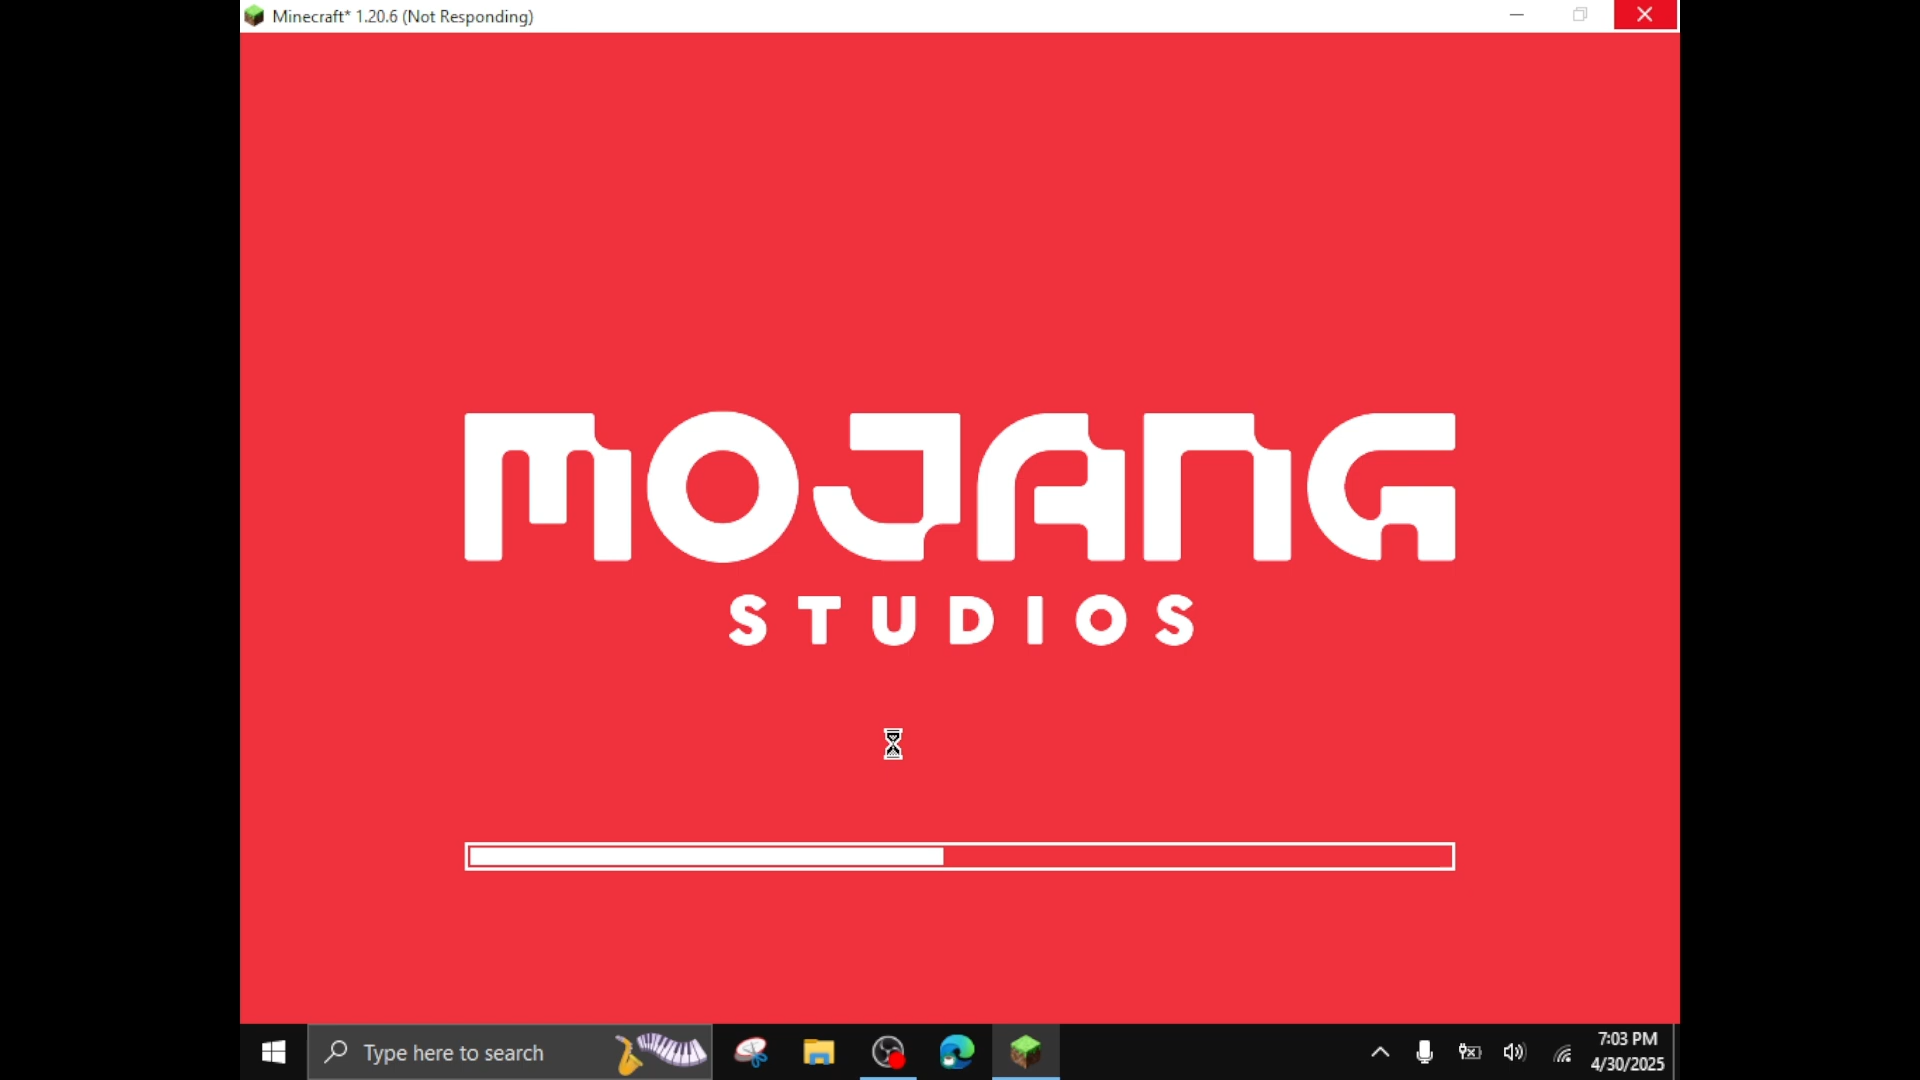 Minecraft* 1.20.6 (Not Responding)
MOJANG
STUDIOS
Type here to search
7:03 PM
4/30/2025